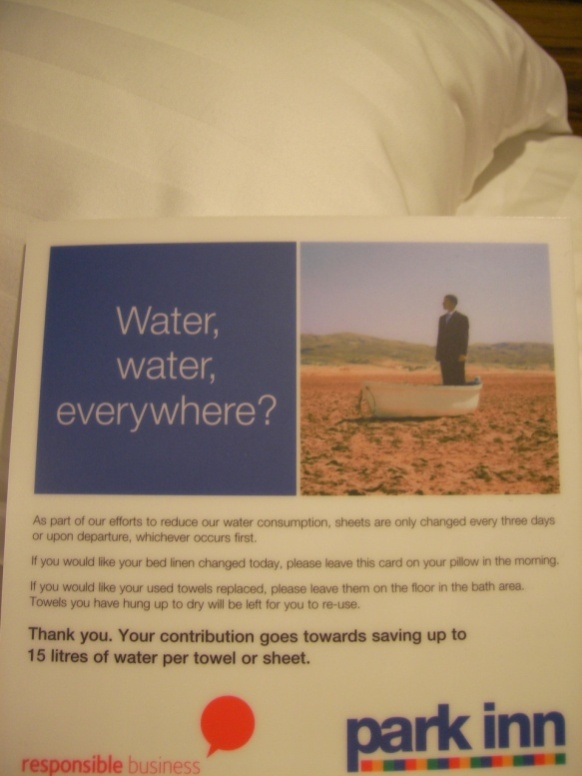 Water,
water,
everywhere?
As part of our efforts to reduce our water consumption, sheets are only changed every three days
or upon departure, whichever occurs first.
If you would like your bed linen changed today, please leave this card on your pillow in the morning.
If you would like your used towels replaced, please leave them on the floor in the bath area.
Towels you have hung up to dry will be left for you to re-use.
Thank you. Your contribution goes towards saving up to
15 litres of water per towel or sheet.
responsible business
park inn